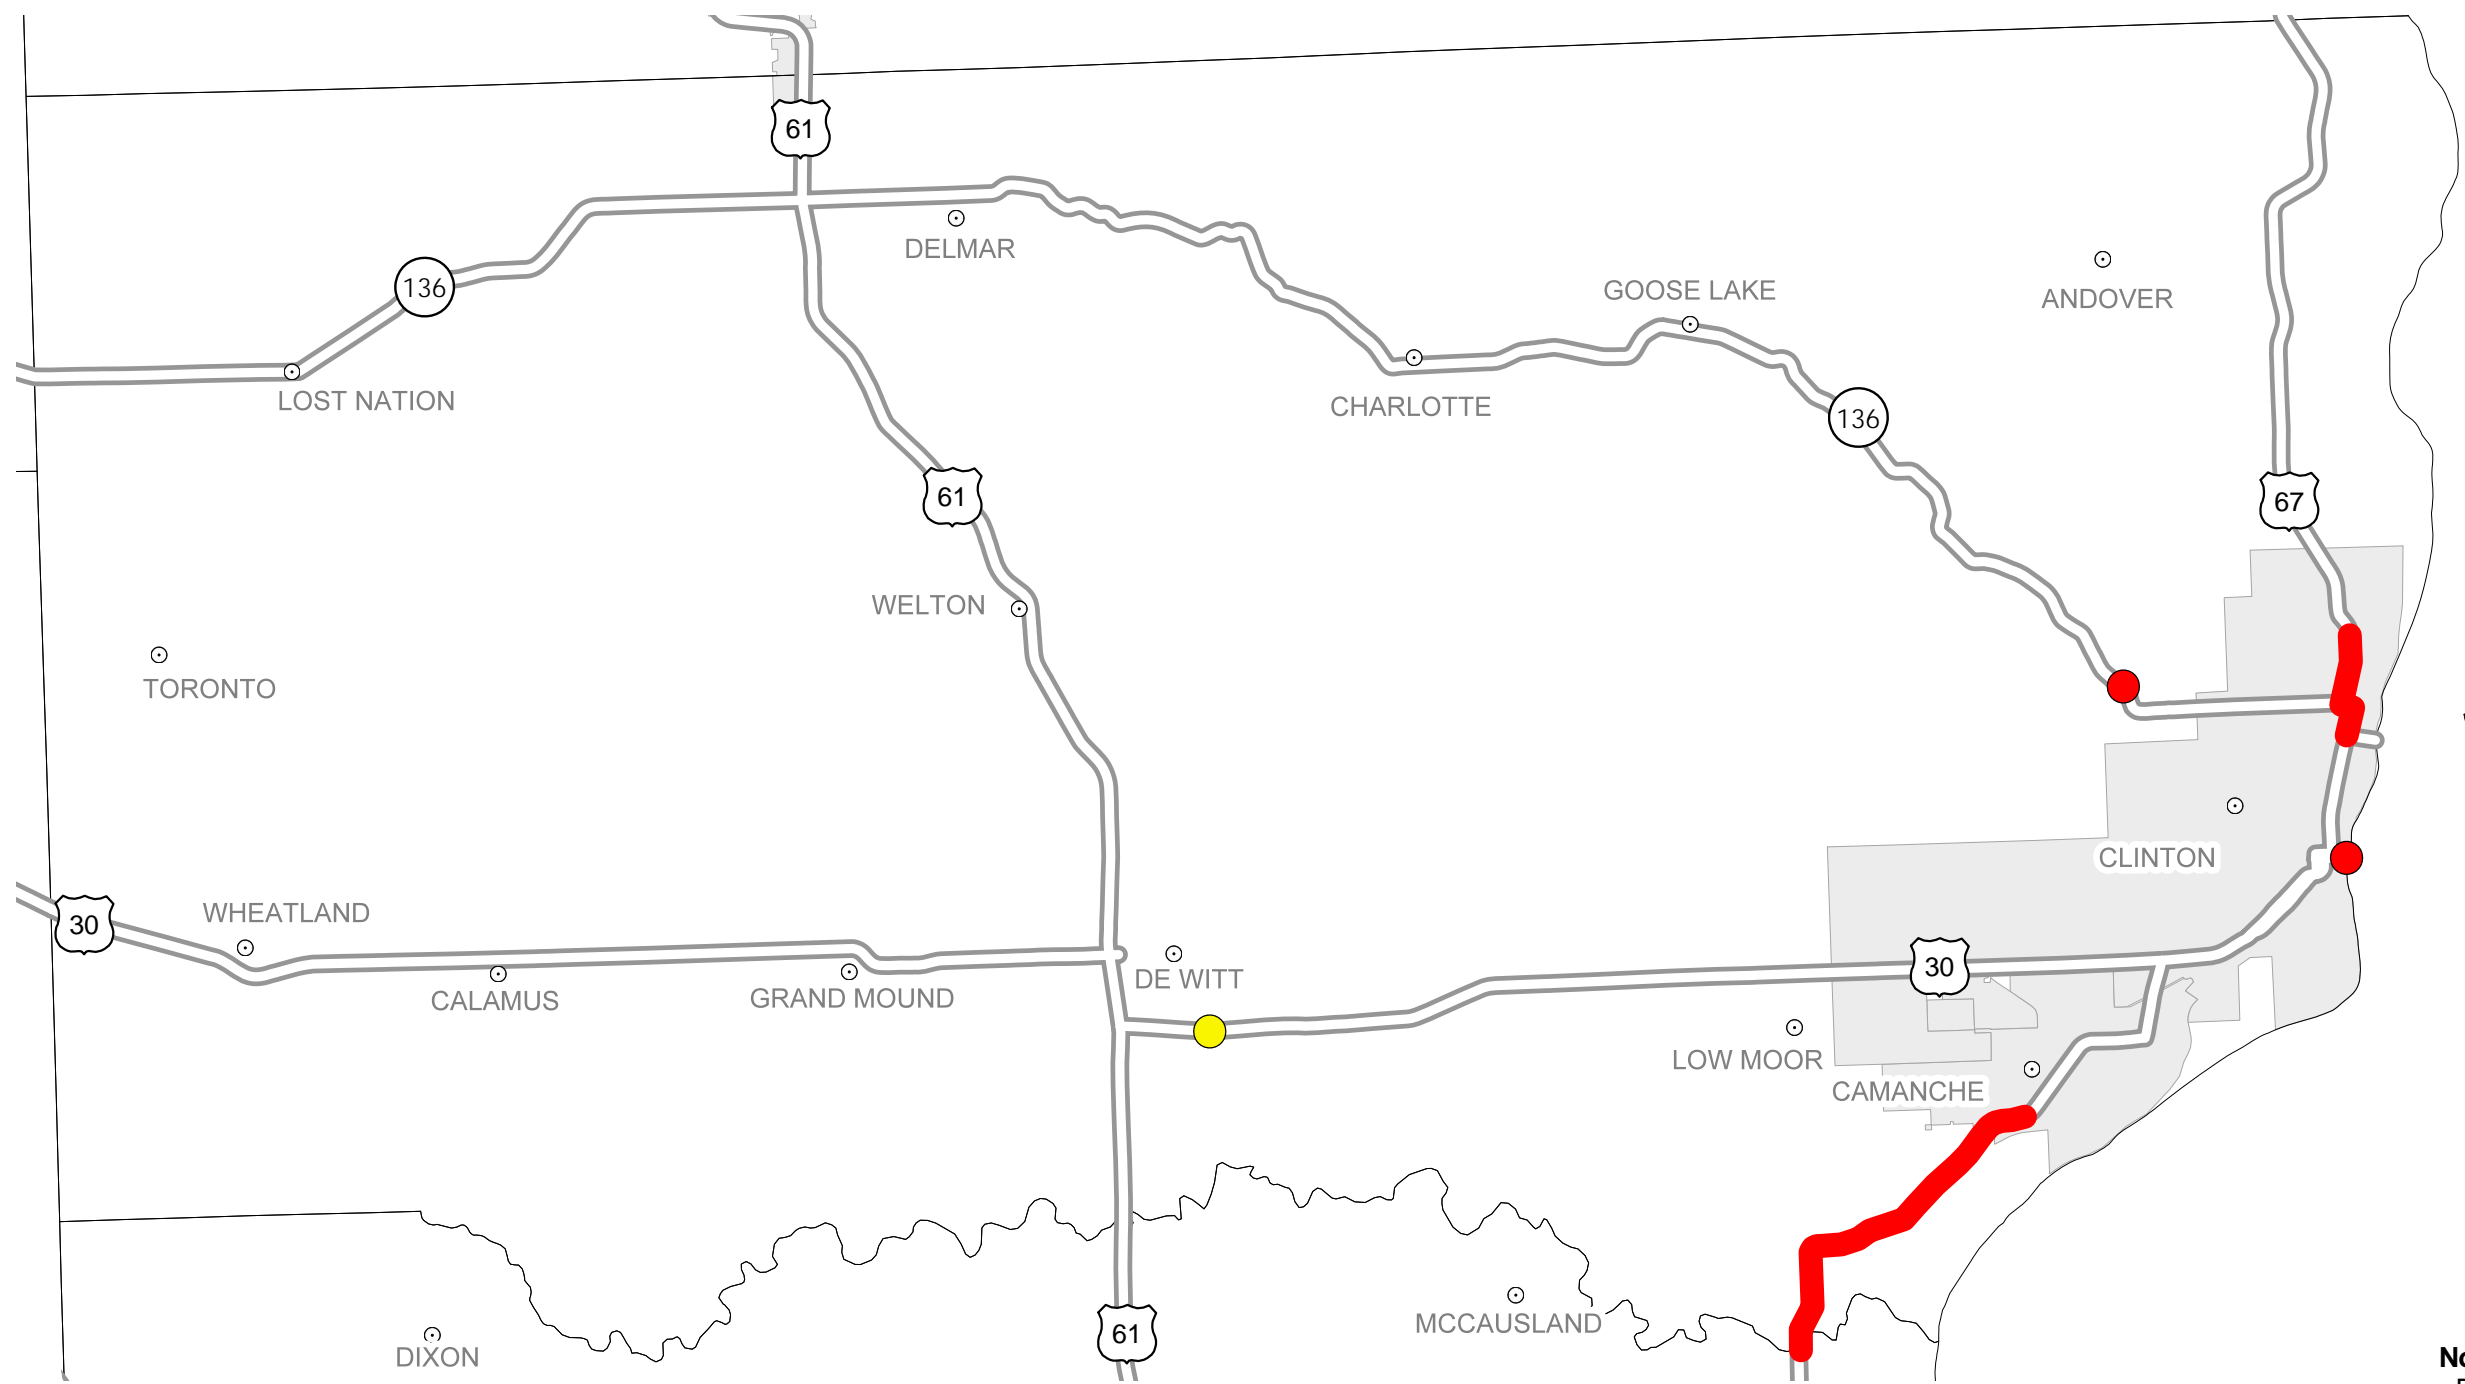 61
DELMAR
136
GOOSE LAKE
ANDOVER
LOST NATION
CHARLOTTE
136
61
67
WELTON
TORONTO
CLINTON
WHEATLAND
30
30
DE WITT
CALAMUS
GRAND MOUND
LOW MOOR
CAMANCHE
MCCAUSLAND
61
DIXON